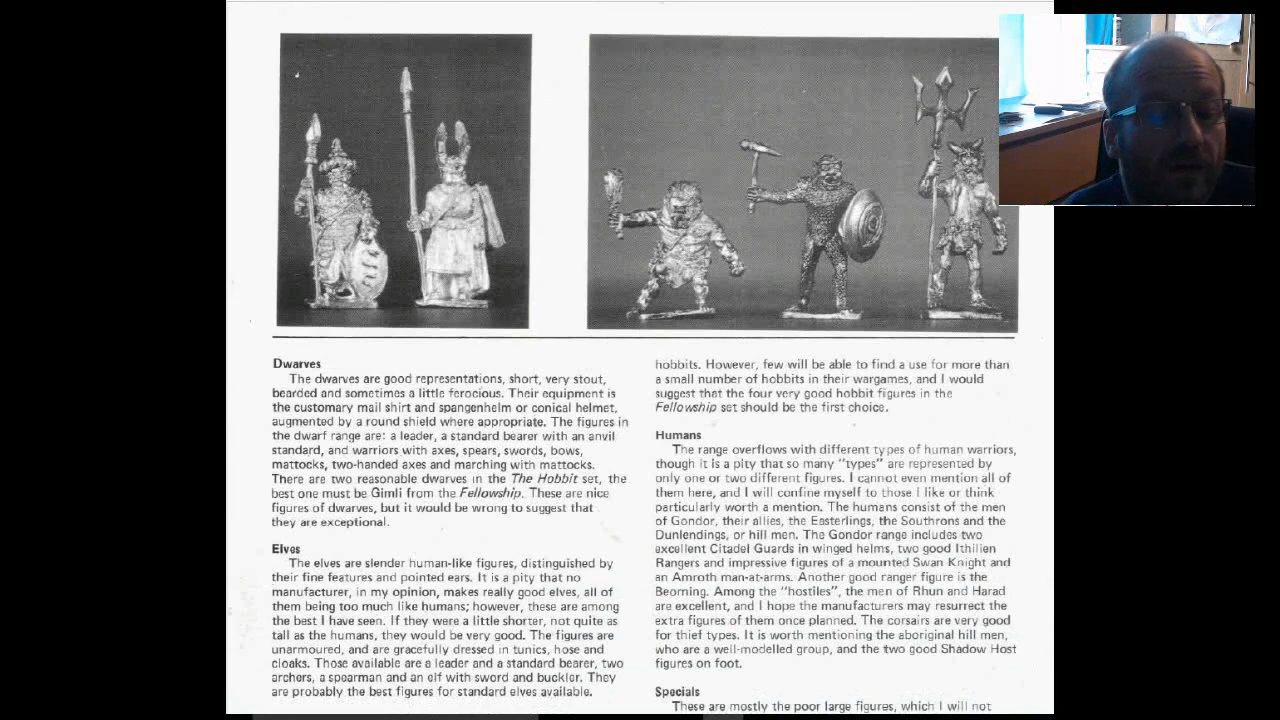 Dwarves
The dwarves are good representations, short, very stout,
bearded and sometimes a little ferocious. Their equipment is
the customary mail shirt and spangenhelm or conical helmet,
augmented by a round shield where appropriate. The figures in
the dwarf range are: a leader, a standard bearer with an anvil
standard, and warriors with axes, spears, swords, bows,
mattocks, two-handed axes and marching with mattocks.
There are two reasonable dwarves in the The Hobbit set, the
best one must be Gimli from the Fellowship. These are nice
figures of dwarves, but it would be wrong to suggest that
they are exceptional.
Elves
The elves are slender human-like figures, distinguished by
their fine features and pointed ears. It is a pity that no
manufacturer, in my opinion, makes really good elves, all of
them being too much like humans; however, these are among
the best I have seen. If they were a little shorter, not quite as
tall as the humans, they would be very good. The figures are
unarmoured, and are gracefully dressed in tunics, hose and
cloaks. Those available are a leader and a standard bearer, two
archers, a spearman and an elf with sword and buckler. They
are probably the best figures for standard elves available.
hobbits. However, few will be able to find a use for more than
a small number of hobbits in their wargames, and I would
suggest that the four very good hobbit figures in the
Fellowship set should be the first choice.
Humans
The range overflows with different types of human warriors,
though it is a pity that so many "types" are represented by
only one or two different figures. I cannot even mention all of
them here, and I will confine myself to those I like or think
particularly worth a mention. The humans consist of the men
of Gondor, their allies, the Easterlings, the Southrons and the
Dunlendings, or hill men. The Gondor range includes two
excellent Citadel Guards in winged helms, two good Ithilien
Rangers and impressive figures of a mounted Swan Knight and
an Amroth man-at-arms. Another good ranger figure is the
Beorning. Among the "hostiles", the men of Rhun and Harad
are excellent, and I hope the manufacturers may resurrect the
extra figures of them once planned. The corsairs are very good
for thief types. It is worth mentioning the aboriginal hill men,
who are a well-modelled group, and the two good Shadow Host
figures on foot.
Specials
These are mostly the poor large figures, which I will not